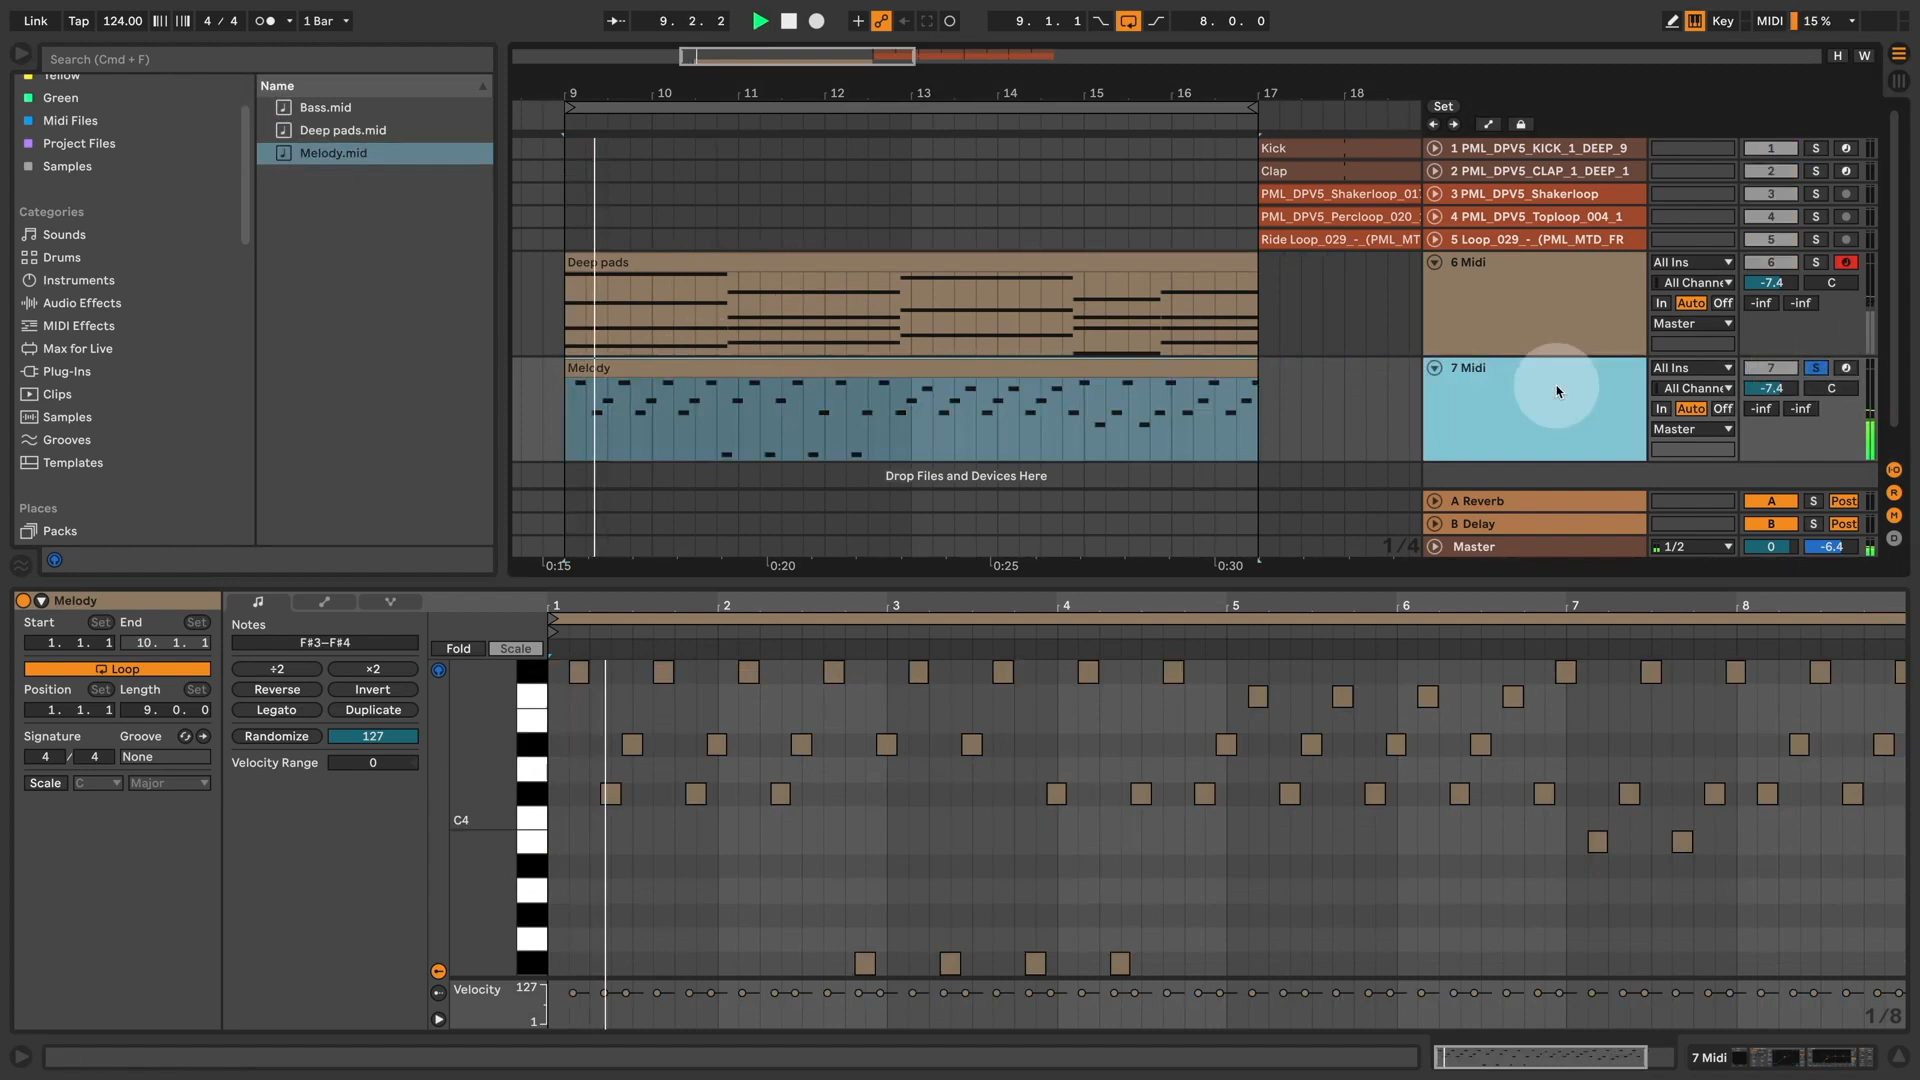 Link Tap 124.00 4 / 4 1 Bar 9. 2. 2 9. 1. 1 8. 0. 0 Key MIDI 15 %
Search (Cmd + F)
H W
Yellow
Green
Midi Files
Project Files
Samples
Categories
Sounds
Drums
Instruments
Audio Effects
MIDI Effects
Max for Live
Plug-Ins
Clips
Samples
Grooves
Templates
Places
Packs
Name
Bass.mid
Deep pads.mid
Melody.mid
9 10 11 12 13 14 15 16 17 18
Set
Kick
1 PML_DPV5_KICK_1_DEEP_9
1 S
Clap
2 PML_DPV5_CLAP_1_DEEP_1
2 S
PML_DPV5_Shakerloop_01
3 PML_DPV5_Shakerloop
3 S
PML_DPV5_Percloop_020_
4 PML_DPV5_Toploop_004_1
4 S
Ride Loop_029_-_(PML_MT
5 Loop_029_-_(PML_MTD_FR
5 S
Deep pads
6 Midi
All Ins
6 S
All Channe
-7.4 C
In Auto Off
-inf -inf
Master
Melody
7 Midi
All Ins
7 S
All Channe
-7.4 C
In Auto Off
-inf -inf
Master
Drop Files and Devices Here
A Reverb
A S Post
B Delay
B S Post
1/4
Master
1/2
0 -6.4
0:15 0:20 0:25 0:30
I·O
R
M
D
Melody
Start Set End Set
1. 1. 1 10. 1. 1
Loop
Position Set Length Set
1. 1. 1 9. 0. 0
Signature Groove
4 / 4 None
Scale C Major
Notes
F#3–F#4
÷2 ×2
Reverse Invert
Legato Duplicate
Randomize 127
Velocity Range 0
1 2 3 4 5 6 7 8
Fold Scale
C4
Velocity 127
1
1/8
7 Midi